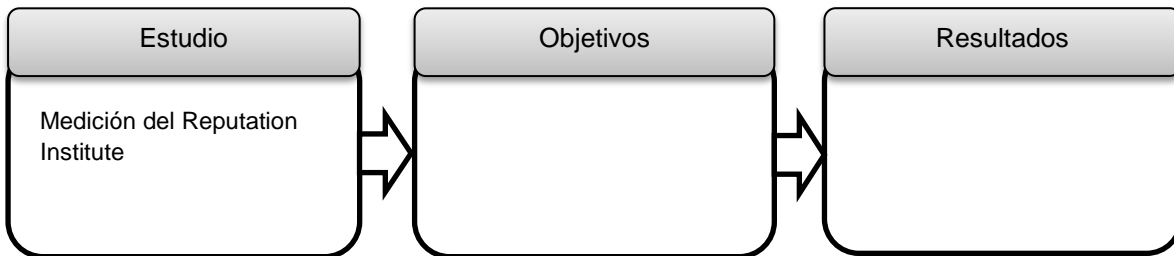 Estudio
Objetivos
Resultados
Medición del Reputation
Institute